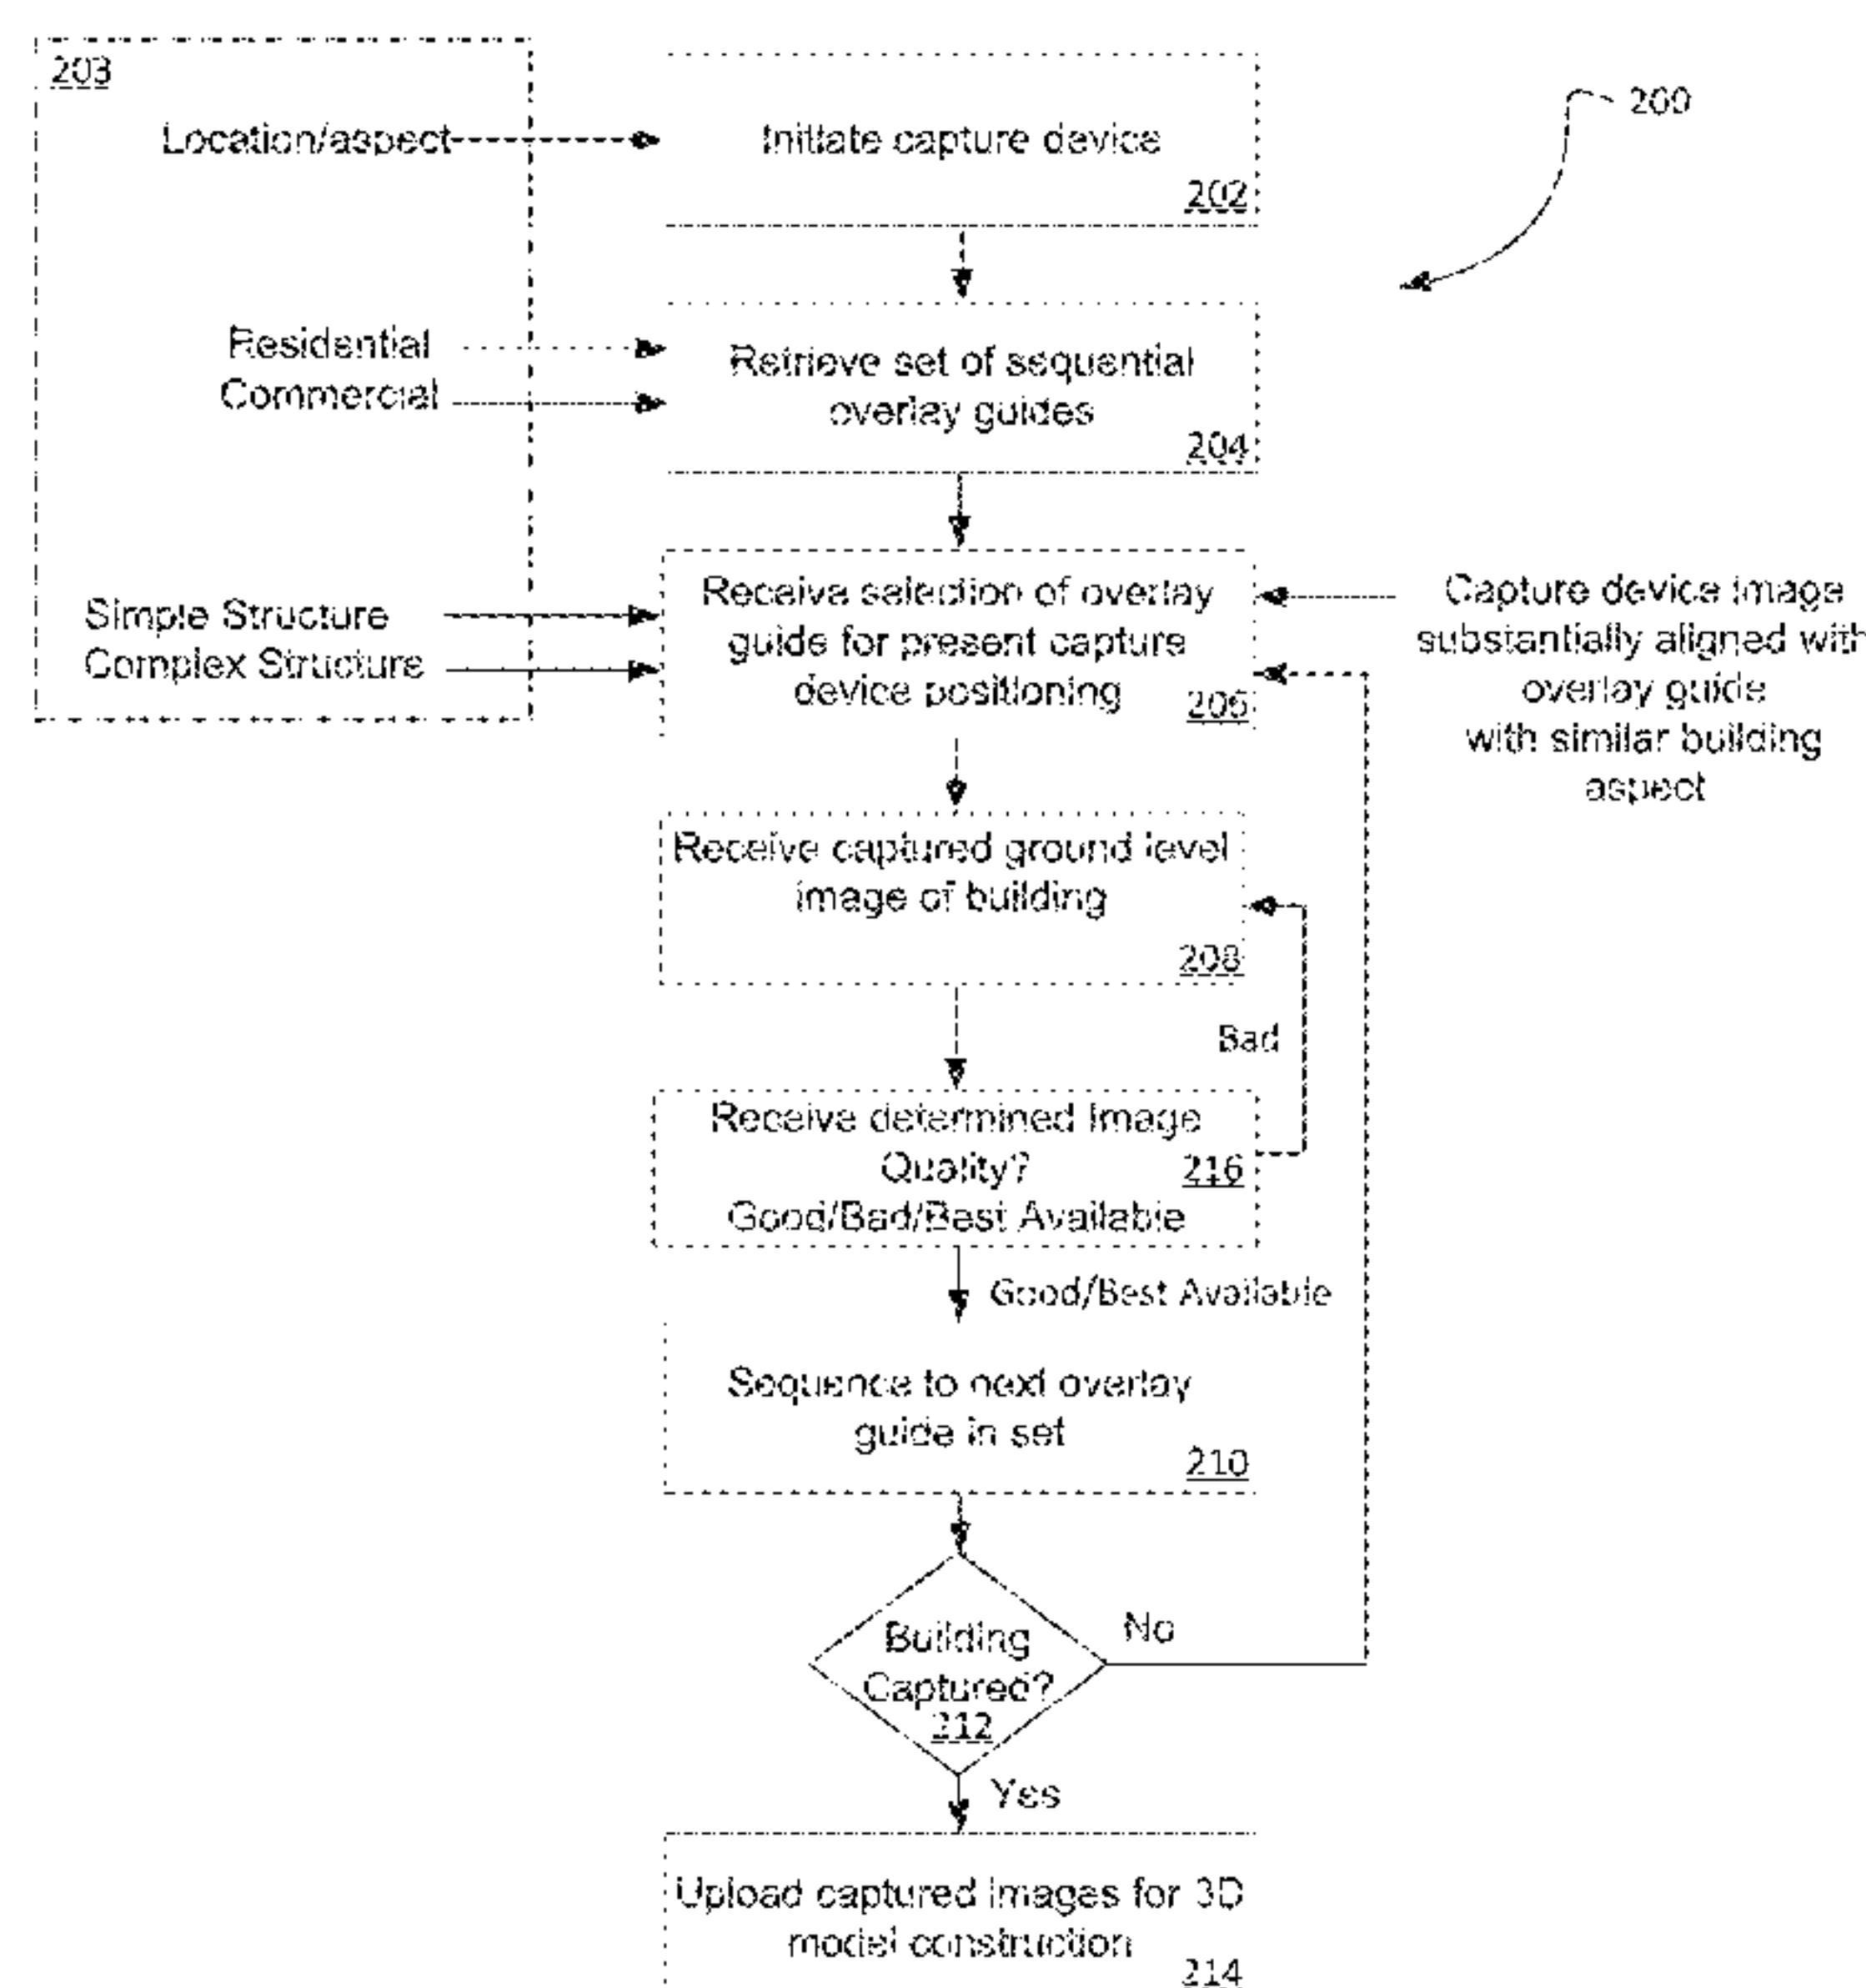 203
Location/aspect
Initiate capture device
202
200
Residential
Commercial
Retrieve set of sequential
overlay guides
204
Simple Structure
Complex Structure
Receive selection of overlay
guide for present capture
device positioning
206
Capture device image
substantially aligned with
overlay guide
with similar building
aspect
Receive captured ground level
image of building
208
Bad
Receive determined Image
Quality?
216
Good/Bad/Best Available
Good/Best Available
Sequence to next overlay
guide in set
210
Building
Captured?
212
No
Yes
Upload captured images for 3D
model construction
214